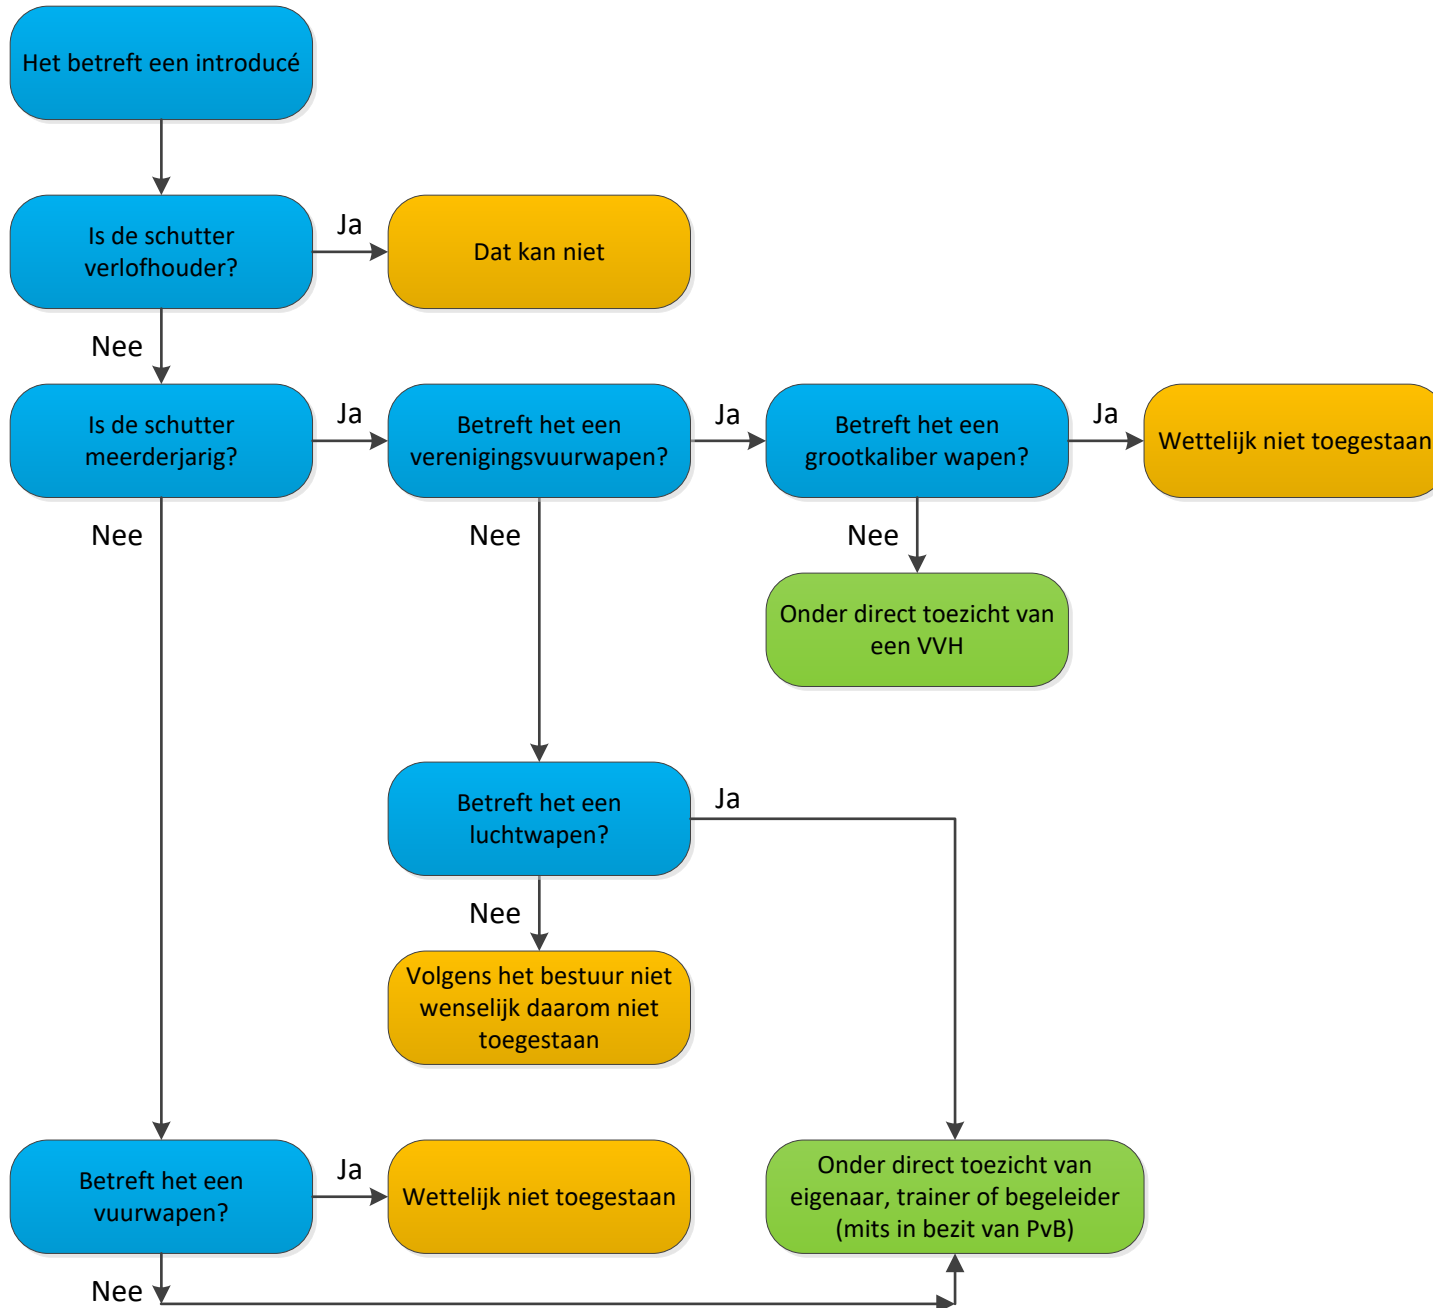 Het betreft een introducé
Is de schutter
verlofhouder?
Ja
Dat kan niet
Nee
Is de schutter
meerderjarig?
Ja
Betreft het een
verenigingsvuurwapen?
Ja
Betreft het een
grootkaliber wapen?
Ja
Wettelijk niet toegestaan
Nee
Nee
Nee
Onder direct toezicht van
een VVH
Betreft het een
luchtwapen?
Ja
Nee
Volgens het bestuur niet
wenselijk daarom niet
toegestaan
Betreft het een
vuurwapen?
Ja
Wettelijk niet toegestaan
Onder direct toezicht van
eigenaar, trainer of begeleider
(mits in bezit van PvB)
Nee